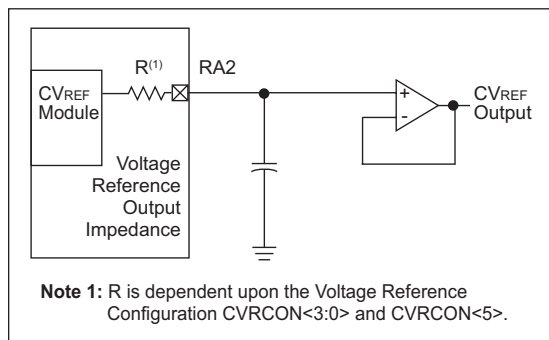 R(1)
RA2
CVREF
Module
+
-
CVREF
Output
Voltage
Reference
Output
Impedance
Note 1: R is dependent upon the Voltage Reference
Configuration CVRCON<3:0> and CVRCON<5>.